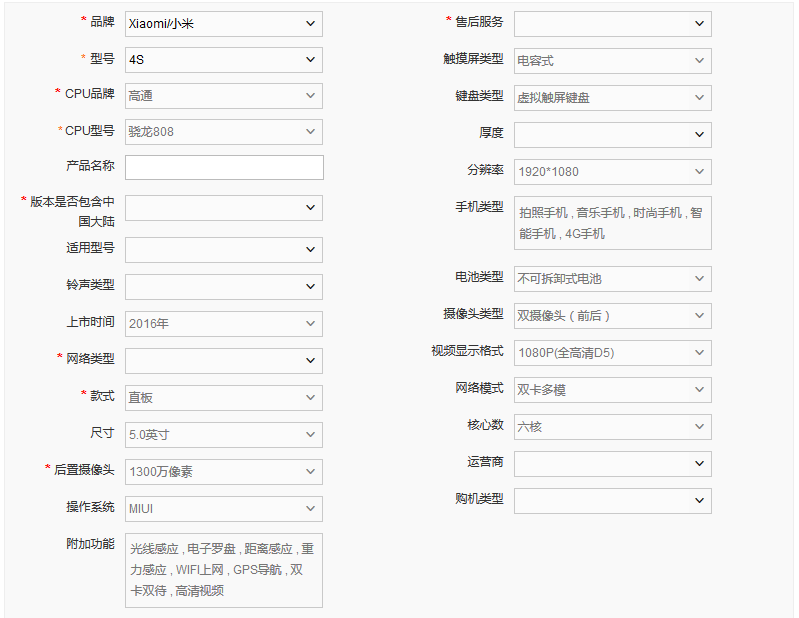 * 品牌 Xiaomi/小米
* 型号 4S
* CPU品牌 高通
* CPU型号 骁龙808
产品名称
* 版本是否包含中
国大陆
适用型号
铃声类型
上市时间 2016年
* 网络类型
* 款式 直板
尺寸 5.0英寸
* 后置摄像头 1300万像素
操作系统 MIUI
附加功能 光线感应 , 电子罗盘 , 距离感应 , 重
力感应 , WIFI上网 , GPS导航 , 双
卡双待 , 高清视频
* 售后服务
触摸屏类型 电容式
键盘类型 虚拟触屏键盘
厚度
分辨率 1920*1080
手机类型 拍照手机 , 音乐手机 , 时尚手机 , 智
能手机 , 4G手机
电池类型 不可拆卸式电池
摄像头类型 双摄像头（前后）
视频显示格式 1080P(全高清D5)
网络模式 双卡多模
核心数 六核
运营商
购机类型